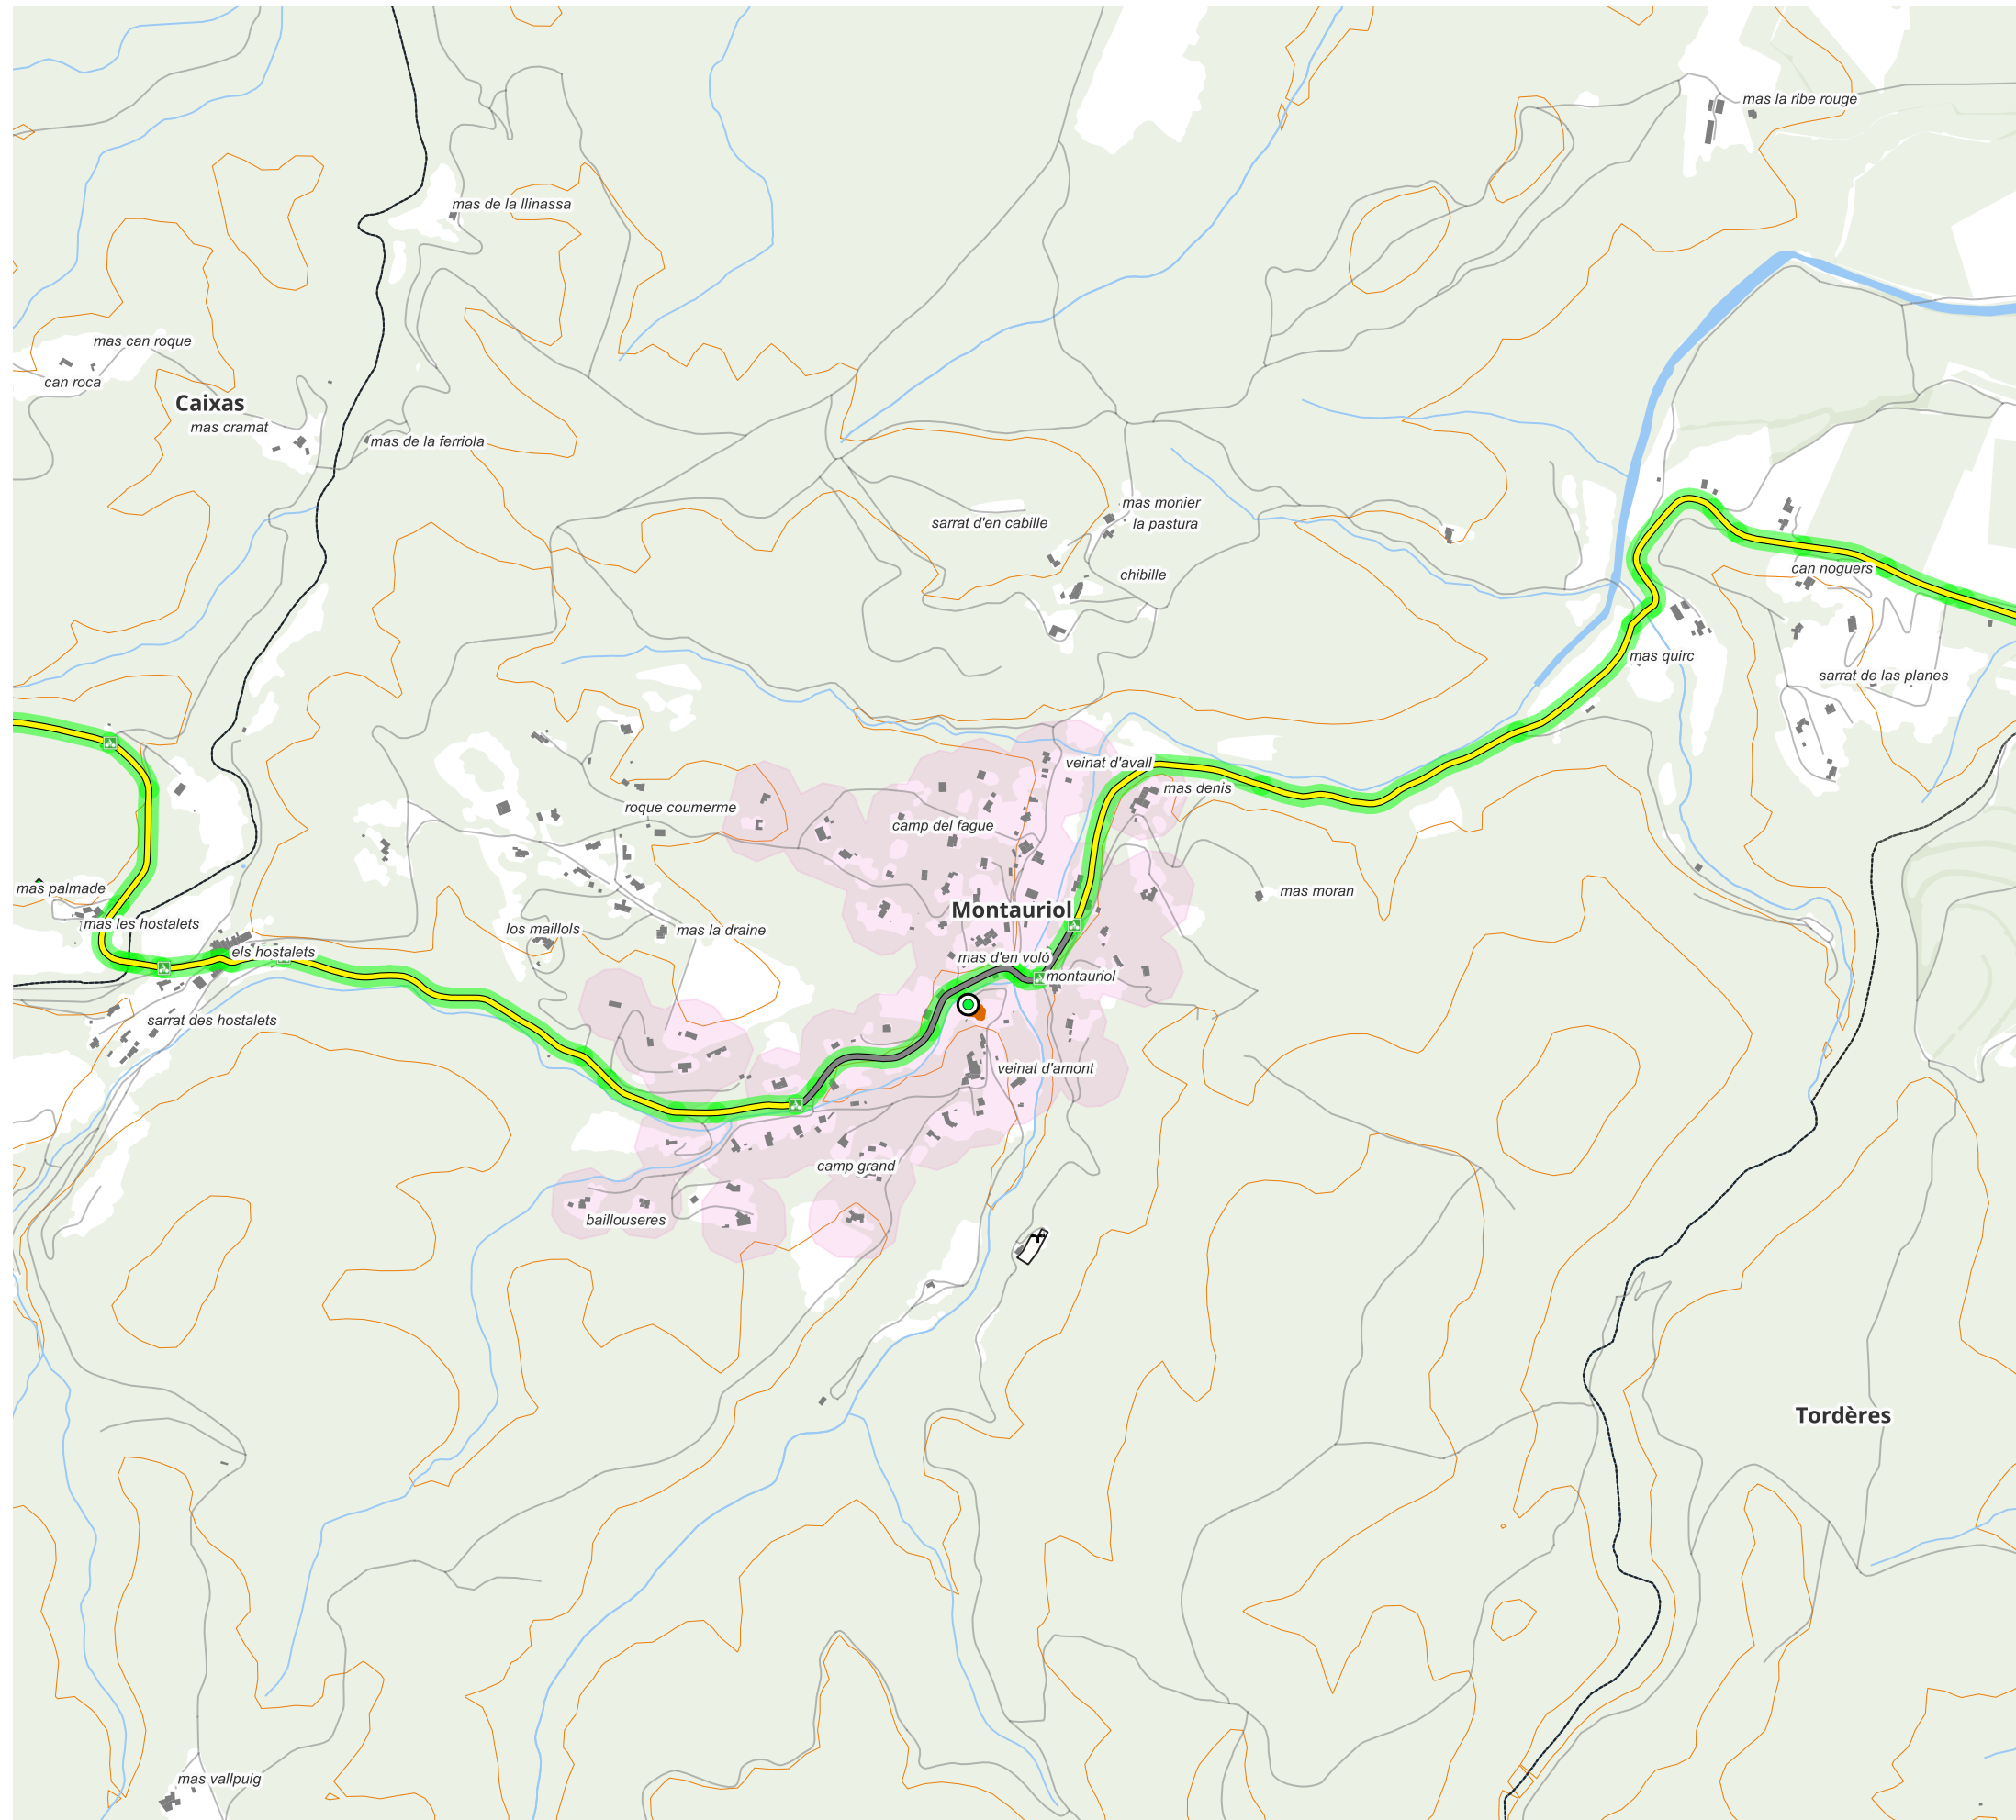 mas la ribe rouge
mas de la llinassa
mas can roque
can roca
Caixas
mas cramat
mas de la ferriola
mas monier
sarrat d'en cabille
la pastura
chibille
can noguers
mas quirc
sarrat de las planes
veinat d'avall
mas denis
roque coumerme
camp del fague
mas palmade
mas moran
Montauriol
mas les hostalets
los maillols
mas la draine
els hostalets
mas d'en voló
montauriol
sarrat des hostalets
veinat d'amont
camp grand
baillouseres
Tordères
mas vallpuig